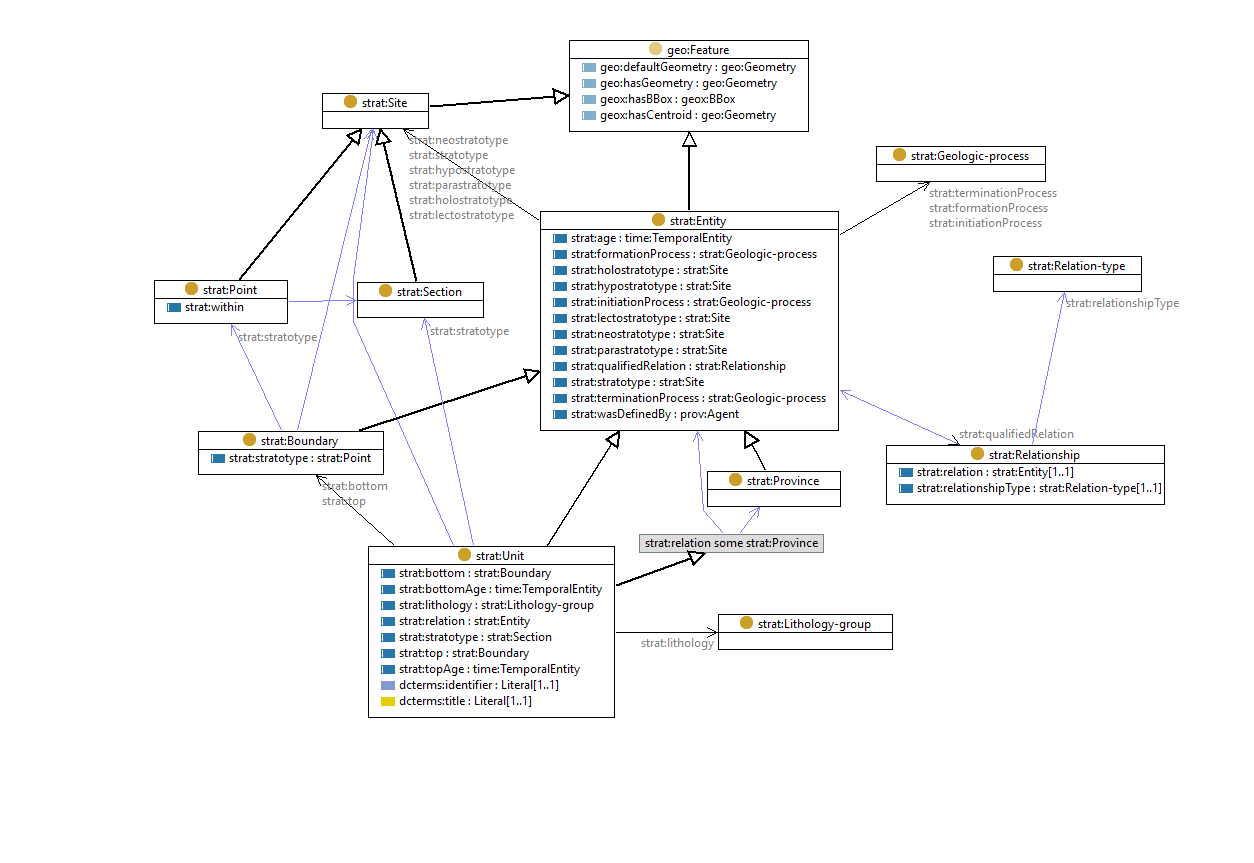 geo:Feature
geo:defaultGeometry : geo:Geometry
geo:hasGeometry : geo:Geometry
geox:hasBBox : geox:BBox
geox:hasCentroid : geo:Geometry
strat:Site
strat:neostratotype
strat:stratotype
strat:hypostratotype
strat:parastratotype
strat:holostratotype
strat:lectostratotype
strat:Geologic-process
strat:terminationProcess
strat:formationProcess
strat:initiationProcess
strat:Entity
strat:age : time:TemporalEntity
strat:formationProcess : strat:Geologic-process
strat:holostratotype : strat:Site
strat:hypostratotype : strat:Site
strat:initiationProcess : strat:Geologic-process
strat:lectostratotype : strat:Site
strat:neostratotype : strat:Site
strat:parastratotype : strat:Site
strat:qualifiedRelation : strat:Relationship
strat:stratotype : strat:Site
strat:terminationProcess : strat:Geologic-process
strat:wasDefinedBy : prov:Agent
strat:Relation-type
strat:relationshipType
strat:Point
strat:within
strat:Section
strat:stratotype
strat:stratotype
strat:Boundary
strat:stratotype : strat:Point
strat:bottom
strat:top
strat:qualifiedRelation
strat:Relationship
strat:relation : strat:Entity[1..1]
strat:relationshipType : strat:Relation-type[1..1]
strat:Province
strat:relation some strat:Province
strat:Unit
strat:bottom : strat:Boundary
strat:bottomAge : time:TemporalEntity
strat:lithology : strat:Lithology-group
strat:relation : strat:Entity
strat:stratotype : strat:Section
strat:top : strat:Boundary
strat:topAge : time:TemporalEntity
dcterms:identifier : Literal[1..1]
dcterms:title : Literal[1..1]
strat:Lithology-group
strat:lithology